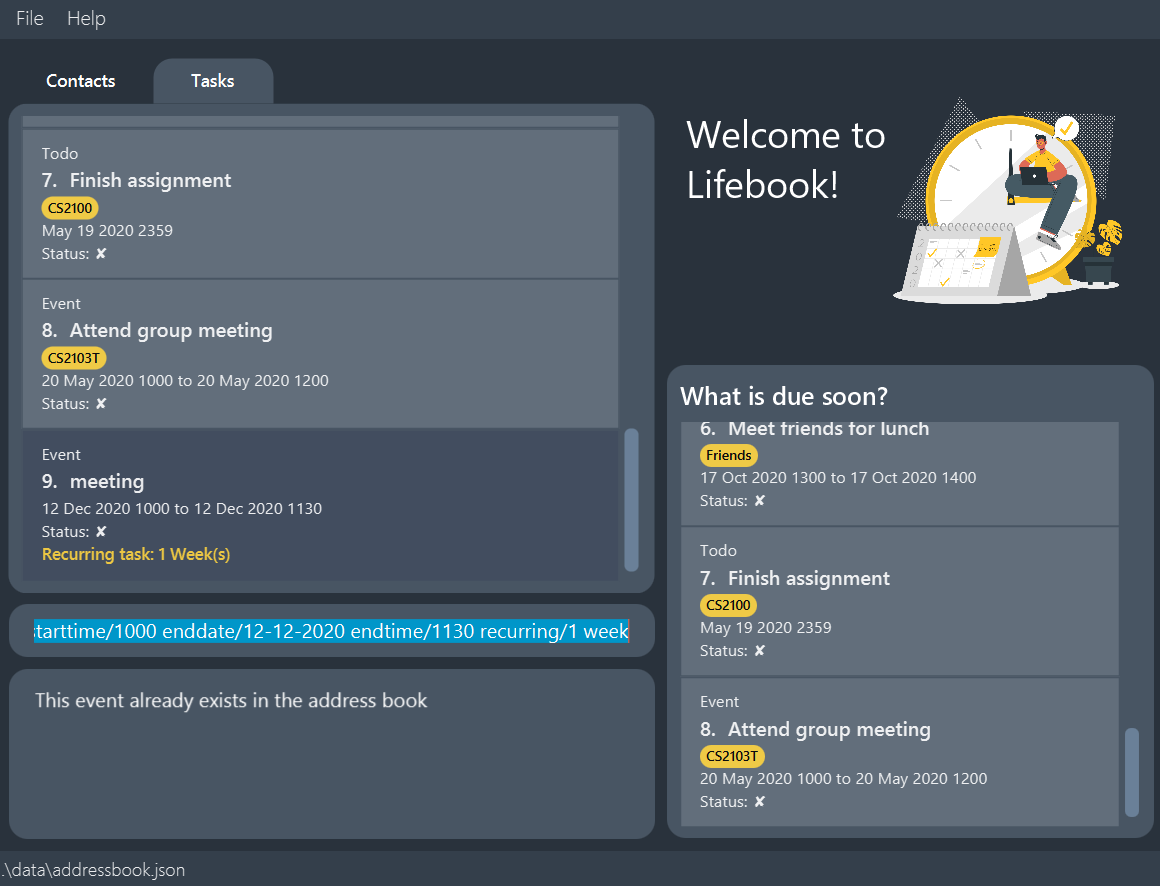 File Help
Contacts Tasks
Todo
7. Finish assignment
CS2100
May 19 2020 2359
Status: ✘
Event
8. Attend group meeting
CS2103T
20 May 2020 1000 to 20 May 2020 1200
Status: ✘
Event
9. meeting
12 Dec 2020 1000 to 12 Dec 2020 1130
Status: ✘
Recurring task: 1 Week(s)
starttime/1000 enddate/12-12-2020 endtime/1130 recurring/1 week
This event already exists in the address book
Welcome to
Lifebook!
What is due soon?
6. Meet friends for lunch
Friends
17 Oct 2020 1300 to 17 Oct 2020 1400
Status: ✘
Todo
7. Finish assignment
CS2100
May 19 2020 2359
Status: ✘
Event
8. Attend group meeting
CS2103T
20 May 2020 1000 to 20 May 2020 1200
Status: ✘
.\data\addressbook.json